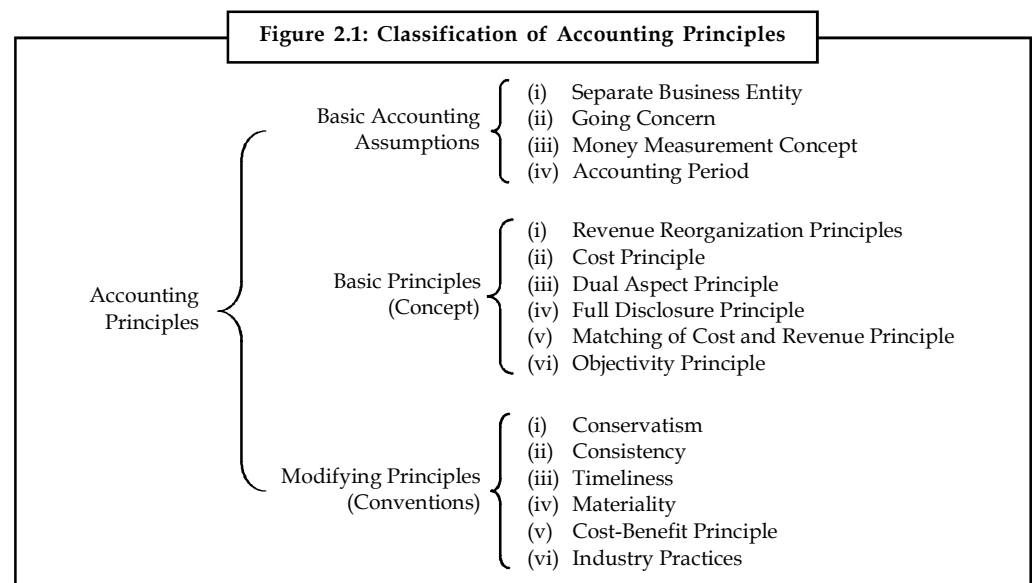 Figure 2.1: Classification of Accounting Principles
Basic Accounting
Assumptions
(i) Separate Business Entity
(ii) Going Concern
(iii) Money Measurement Concept
(iv) Accounting Period
Accounting
Principles
Basic Principles
(Concept)
(i) Revenue Reorganization Principles
(ii) Cost Principle
(iii) Dual Aspect Principle
(iv) Full Disclosure Principle
(v) Matching of Cost and Revenue Principle
(vi) Objectivity Principle
Modifying Principles
(Conventions)
(i) Conservatism
(ii) Consistency
(iii) Timeliness
(iv) Materiality
(v) Cost-Benefit Principle
(vi) Industry Practices